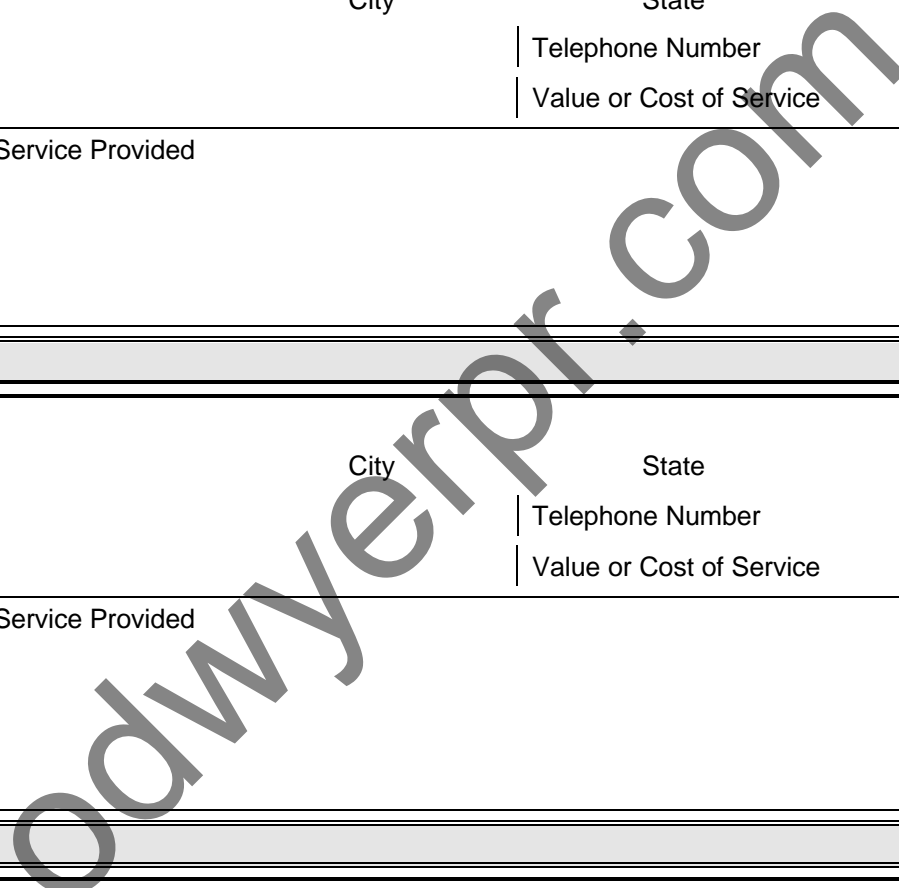 City State
Telephone Number
Value or Cost of Service
Service Provided
City State
Telephone Number
Value or Cost of Service
Service Provided
odwyerpr.com